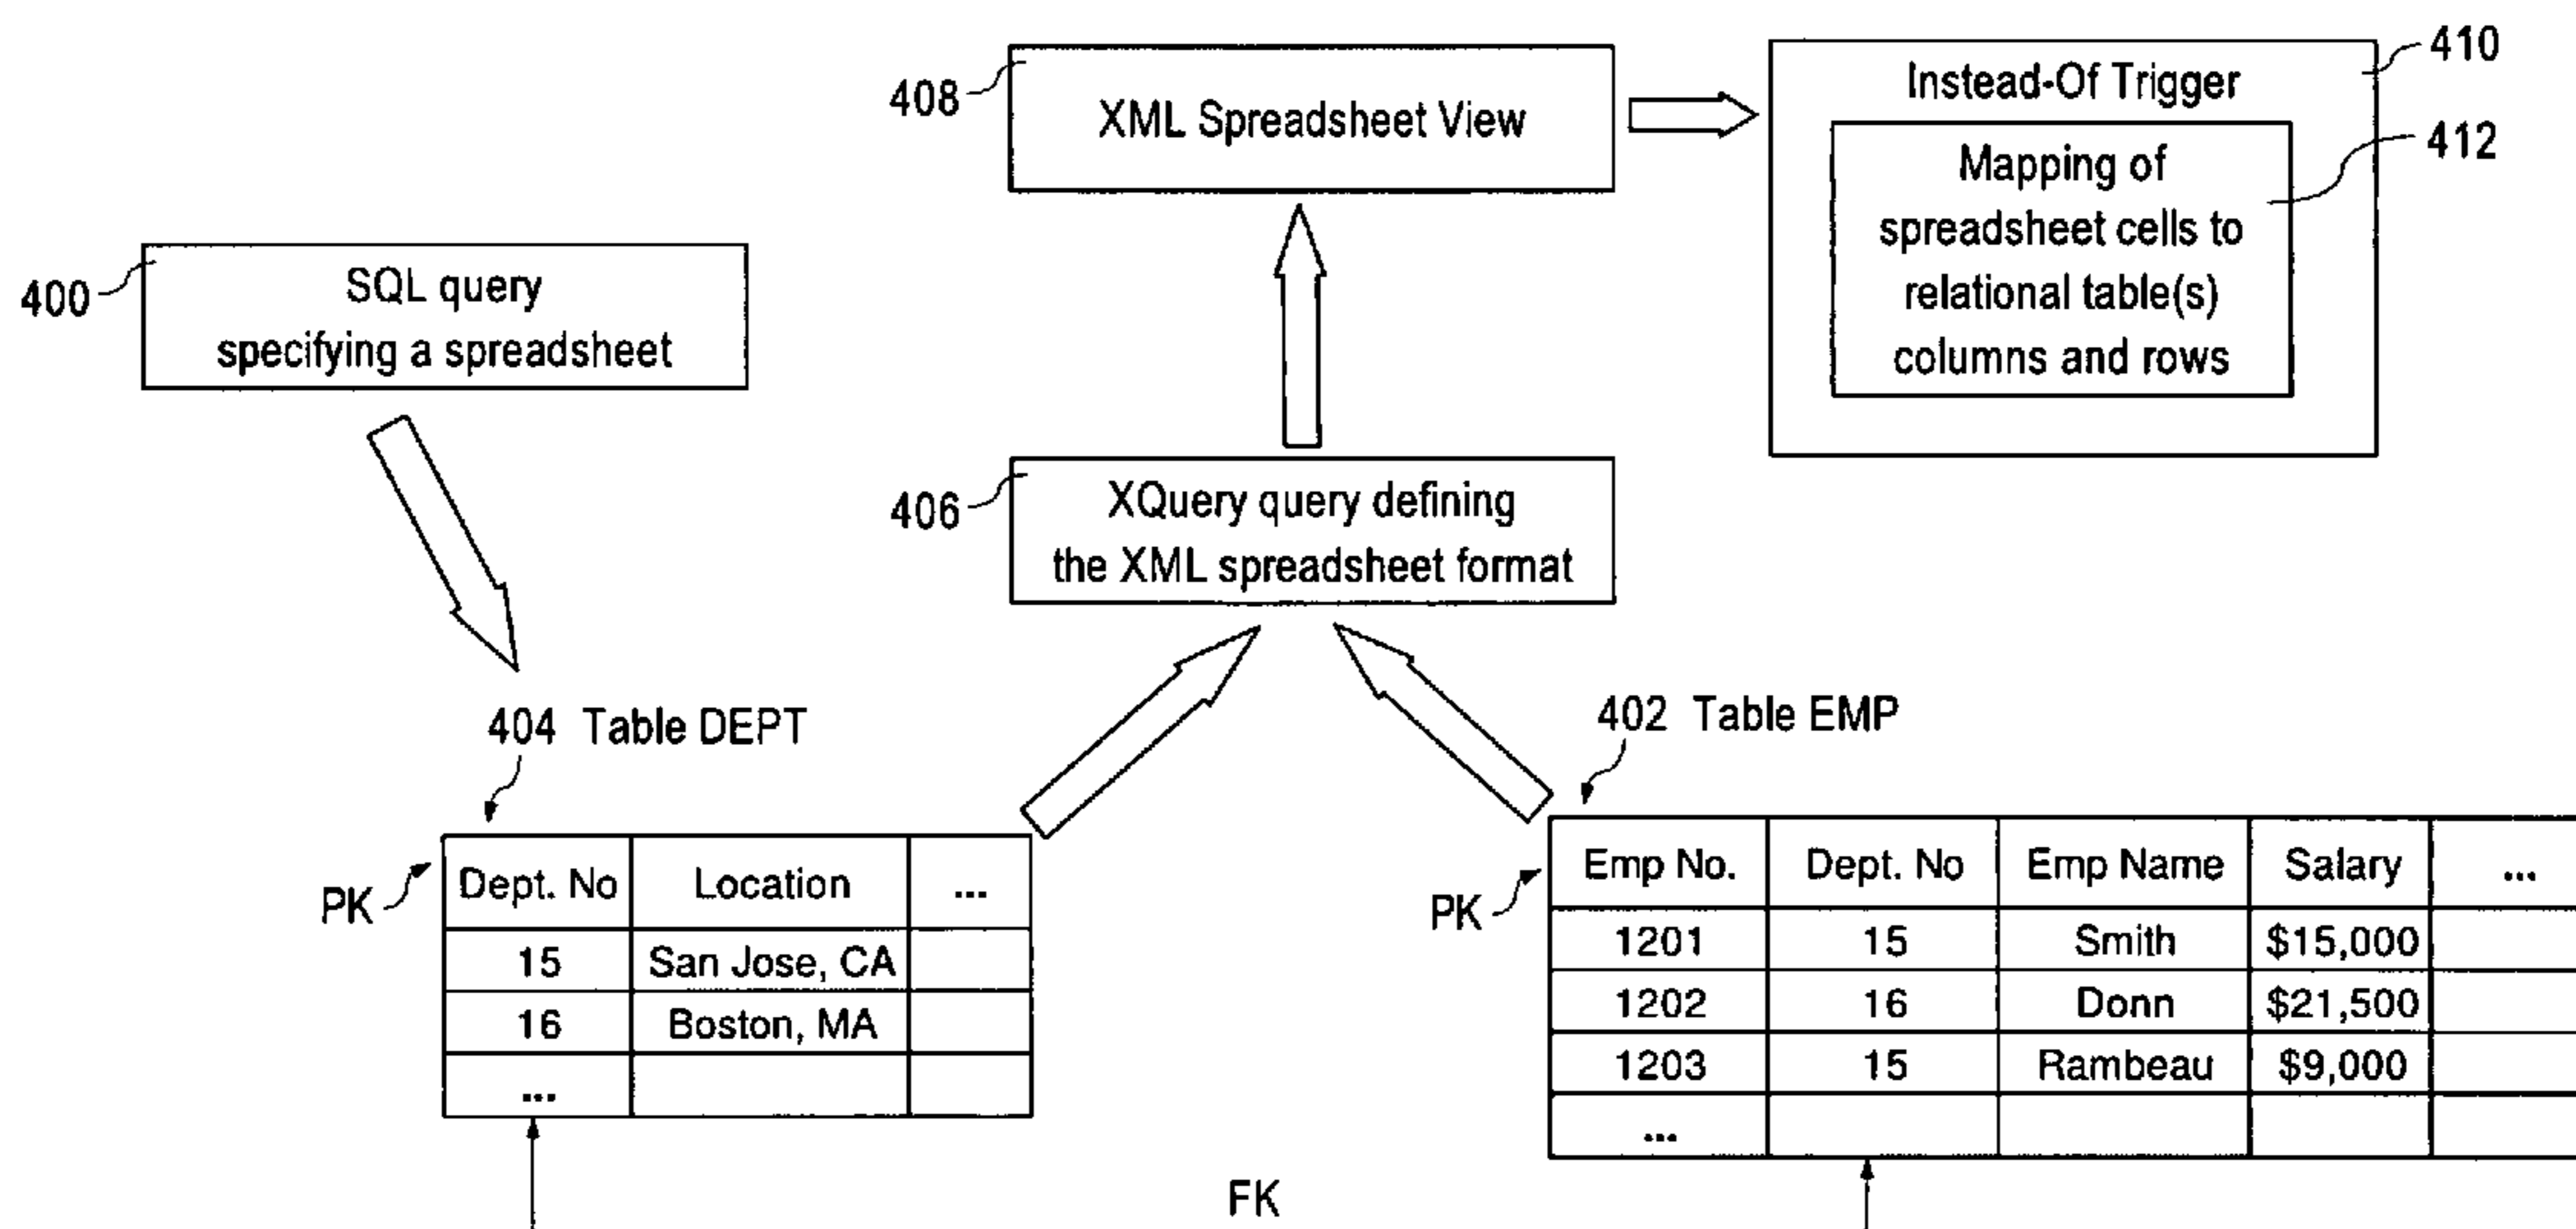 408
XML Spreadsheet View
410
Instead-Of Trigger
412
Mapping of
spreadsheet cells to
relational table(s)
columns and rows
400
SQL query
specifying a spreadsheet
406
XQuery query defining
the XML spreadsheet format
404 Table DEPT
PK
Dept. No Location ...
15 San Jose, CA
16 Boston, MA
...
402 Table EMP
PK
Emp No. Dept. No Emp Name Salary ...
1201 15 Smith $15,000
1202 16 Donn $21,500
1203 15 Rambeau $9,000
...
FK